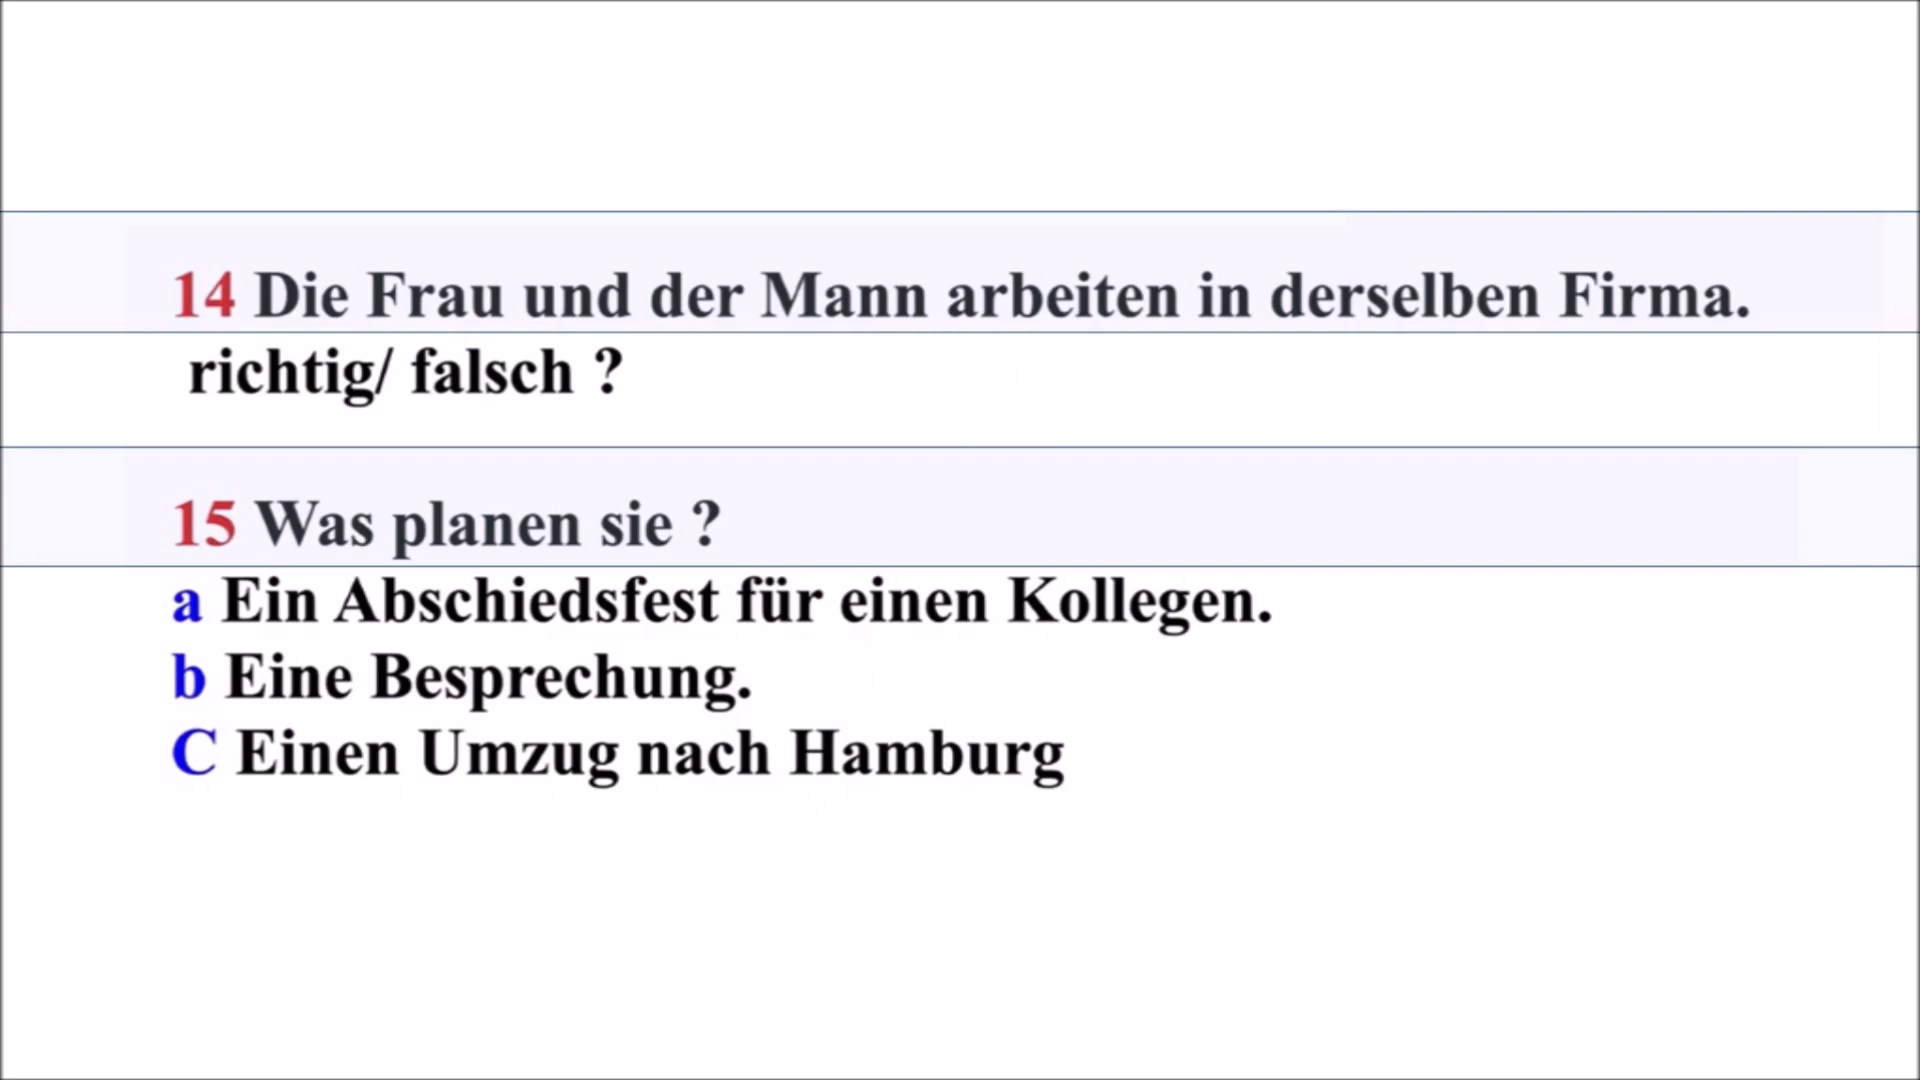 14 Die Frau und der Mann arbeiten in derselben Firma.
richtig/ falsch ?
15 Was planen sie ?
a Ein Abschiedsfest für einen Kollegen.
b Eine Besprechung.
C Einen Umzug nach Hamburg